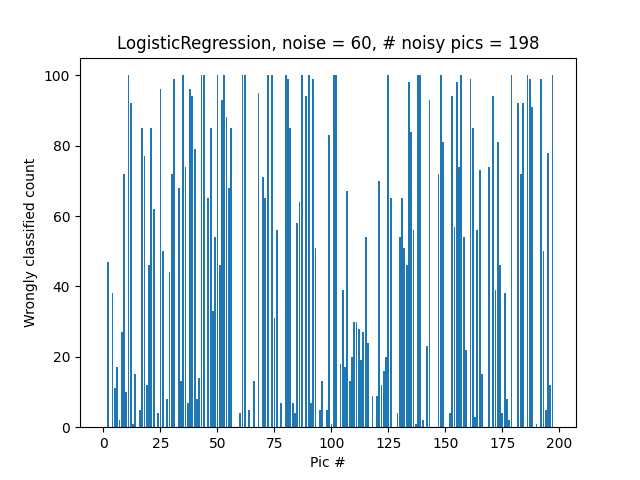 LogisticRegression, noise = 60, # noisy pics = 198
100
80
60
40
20
0
Wrongly classified count
0 25 50 75 100 125 150 175 200
Pic #